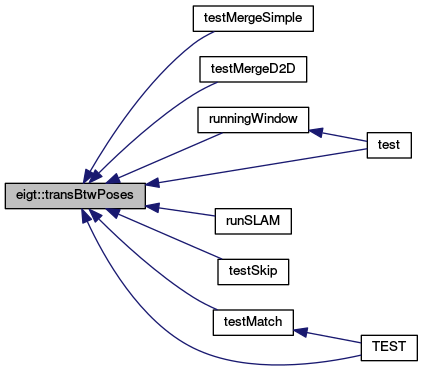 testMergeSimple
testMergeD2D
runningWindow
test
eigt::transBtwPoses
runSLAM
testSkip
testMatch
TEST